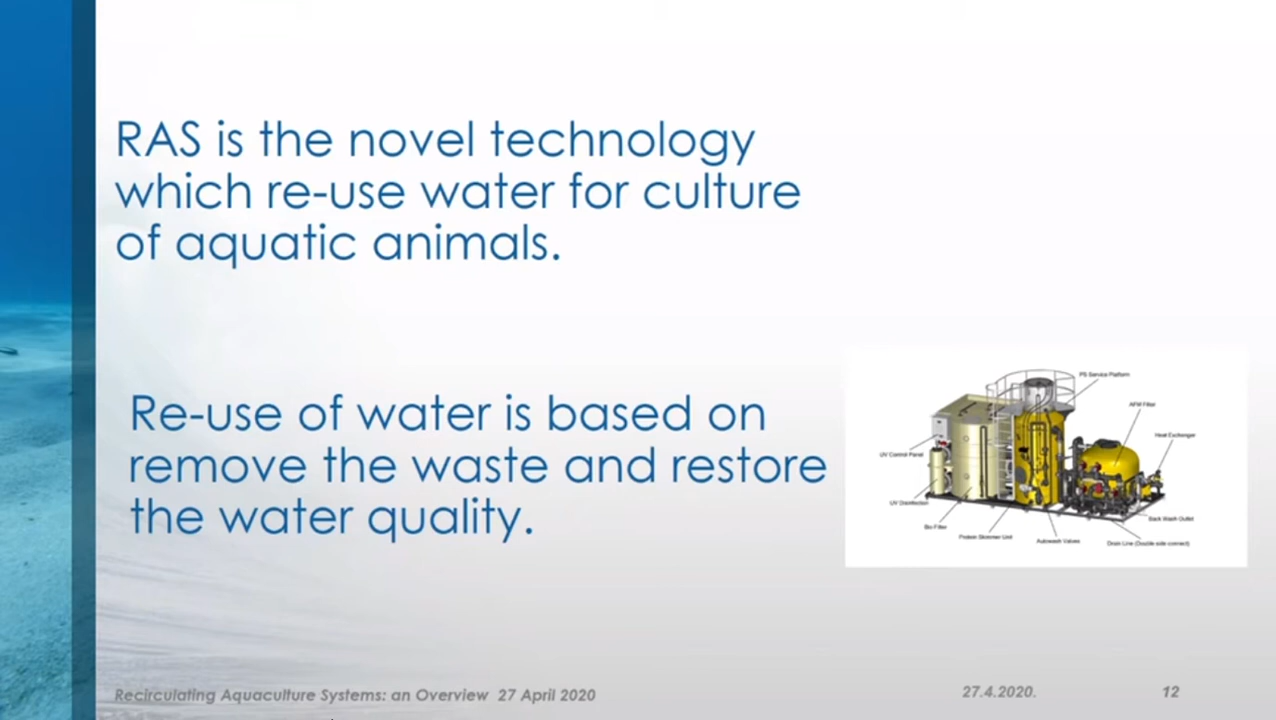 RAS is the novel technology
which re-use water for culture
of aquatic animals.
Re-use of water is based on
remove the waste and restore
the water quality.
PS Service Platform
AFM Filter
Heat Exchanger
UV Control Panel
UV Disinfection
Bio Filter
Protein Skimmer Unit
Autowash Valves
Back Wash Outlet
Drain Line (Double side connect)
Recirculating Aquaculture Systems: an Overview 27 April 2020
27.4.2020.
12